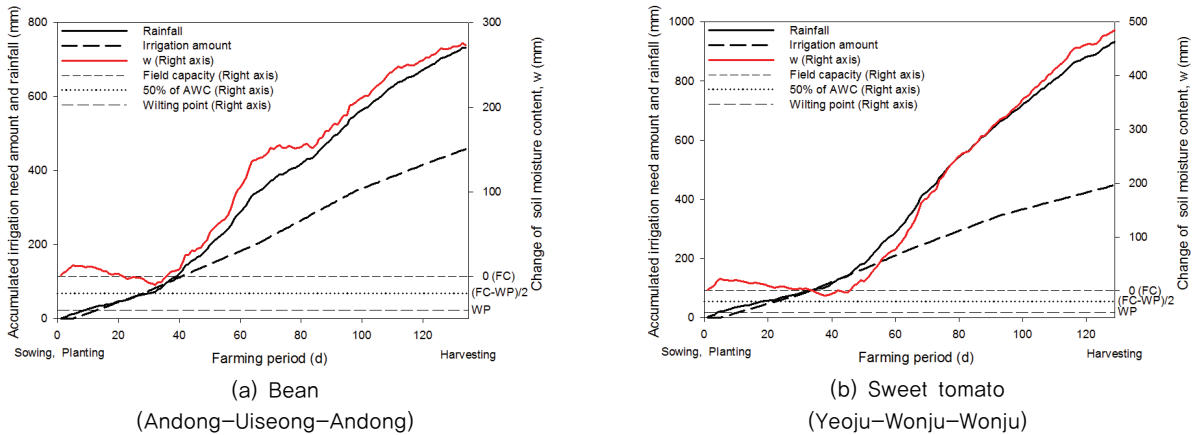 Accumulated irrigation need amount and rainfall (mm)
800
600
400
200
0
Rainfall
Irrigation amount
w (Right axis)
Field capacity (Right axis)
50% of AWC (Right axis)
Wilting point (Right axis)
300
200
100
0 (FC)
(FC-WP)/2
WP
Change of soil moisture content, w (mm)
0 20 40 60 80 100 120
Sowing, Planting
Farming period (d)
Harvesting
(a) Bean
(Andong-Uiseong-Andong)
Accumulated irrigation need amount and rainfall (mm)
1000
800
600
400
200
0
Rainfall
Irrigation amount
w (Right axis)
Field capacity (Right axis)
50% of AWC (Right axis)
Wilting point (Right axis)
500
400
300
200
100
0 (FC)
(FC-WP)/2
WP
Change of soil moisture content, w (mm)
0 20 40 60 80 100 120
Sowing, Planting
Farming period (d)
Harvesting
(b) Sweet tomato
(Yeoju-Wonju-Wonju)